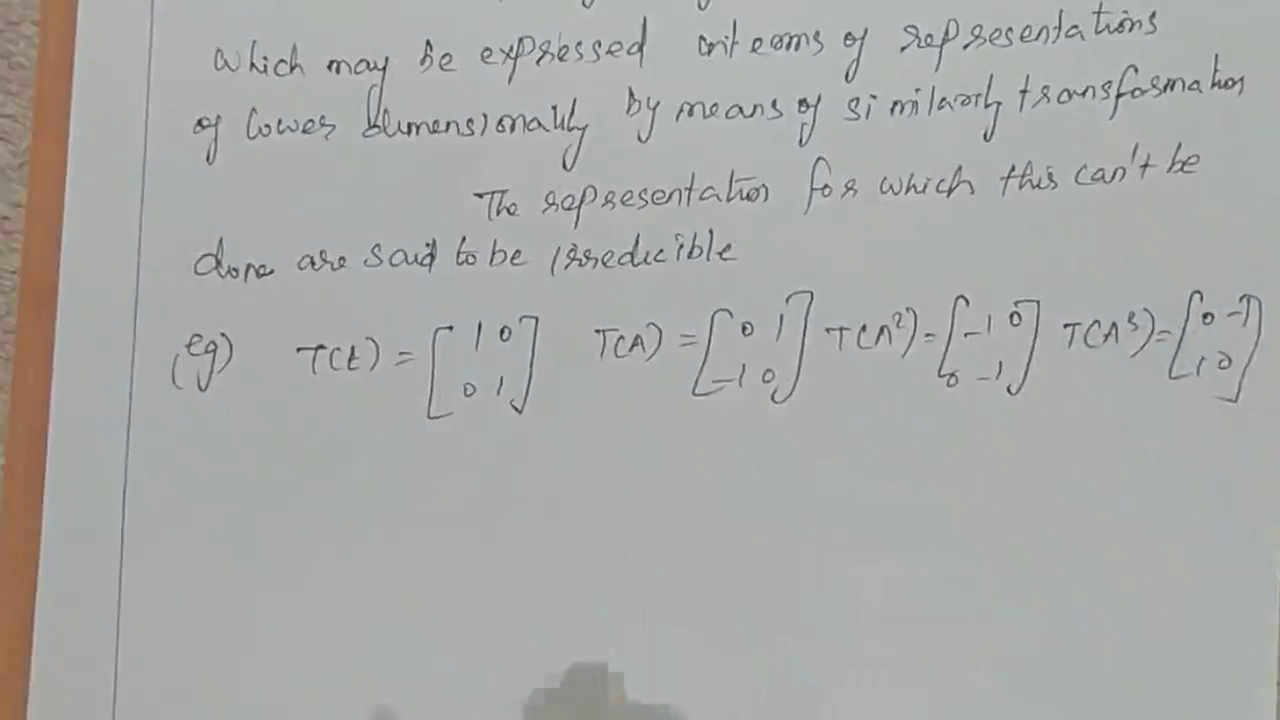 which may be expressed interms of representations
of lower dimensionality by means of similarity transformation
The representation for which this can't be
done are said to be irreducible
(eg) T(E) = [1 0 0 1] T(A) = [0 1 -1 0] T(A²) = [-1 0 0 -1] T(A³) = [0 -1 1 0]